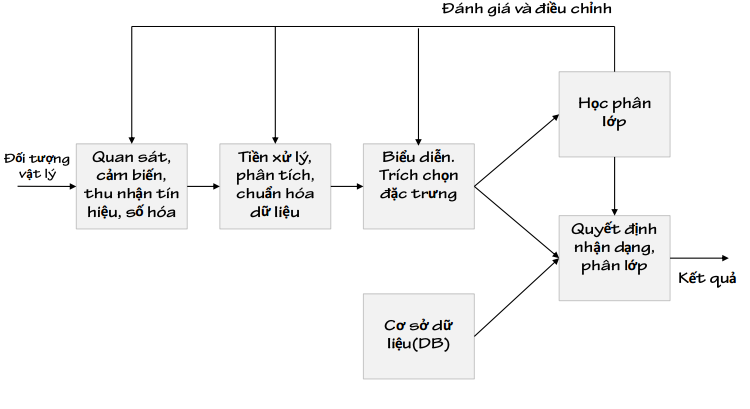 Đánh giá và điều chỉnh
Học phân
lớp
Đối tượng
vật lý
Quan sát,
cảm biến,
thu nhận tín
hiệu, số hóa
Tiền xử lý,
phân tích,
chuẩn hóa
dữ liệu
Biểu diễn.
Trích chọn
đặc trưng
Quyết định
nhận dạng,
phân lớp
Kết quả
Cơ sở dữ
liệu(DB)